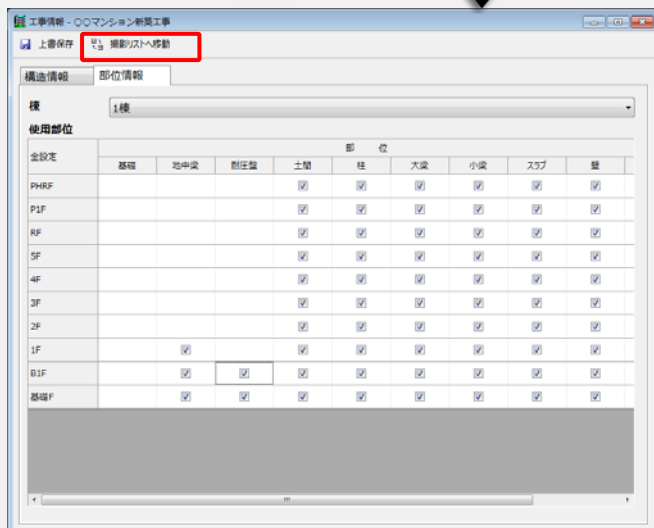 工事情報 - 〇〇マンション新築工事
上書保存 撮影リストへ移動
構造情報 部位情報
棟 1棟
使用部位
全設定 部 位
基礎 地中梁 耐圧盤 土間 柱 大梁 小梁 スラブ 壁
PHRF
P1F
RF
5F
4F
3F
2F
1F
B1F
基礎F